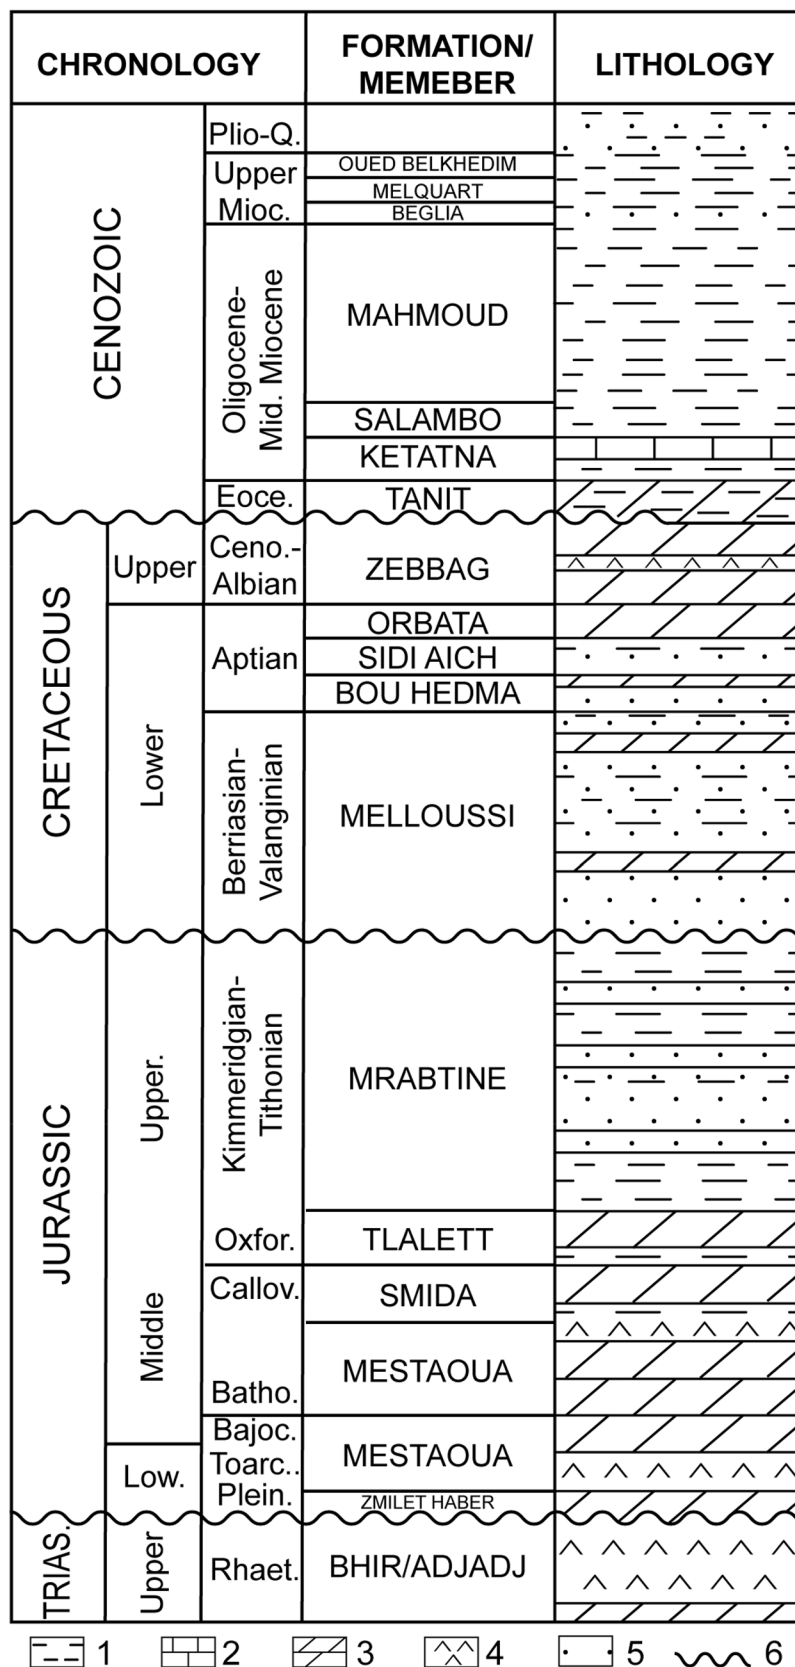 CHRONOLOGY
FORMATION/
MEMEBER
LITHOLOGY
CENOZOIC
Plio-Q.
Upper
Mioc.
OUED BELKHEDIM
MELQUART
BEGLIA
Oligocene-
Mid. Miocene
MAHMOUD
SALAMBO
KETATNA
Eoce.
TANIT
CRETACEOUS
Upper
Ceno.-
Albian
ZEBBAG
Lower
Aptian
ORBATA
SIDI AICH
BOU HEDMA
Berriasian-
Valanginian
MELLOUSSI
JURASSIC
Upper.
Kimmeridgian-
Tithonian
MRABTINE
Oxfor.
TLALETT
Middle
Callov.
SMIDA
Batho.
MESTAOUA
Bajoc.
Low.
Toarc..
Plein.
MESTAOUA
ZMILET HABER
TRIAS.
Upper
Rhaet.
BHIR/ADJADJ
1 2 3 4 5 6